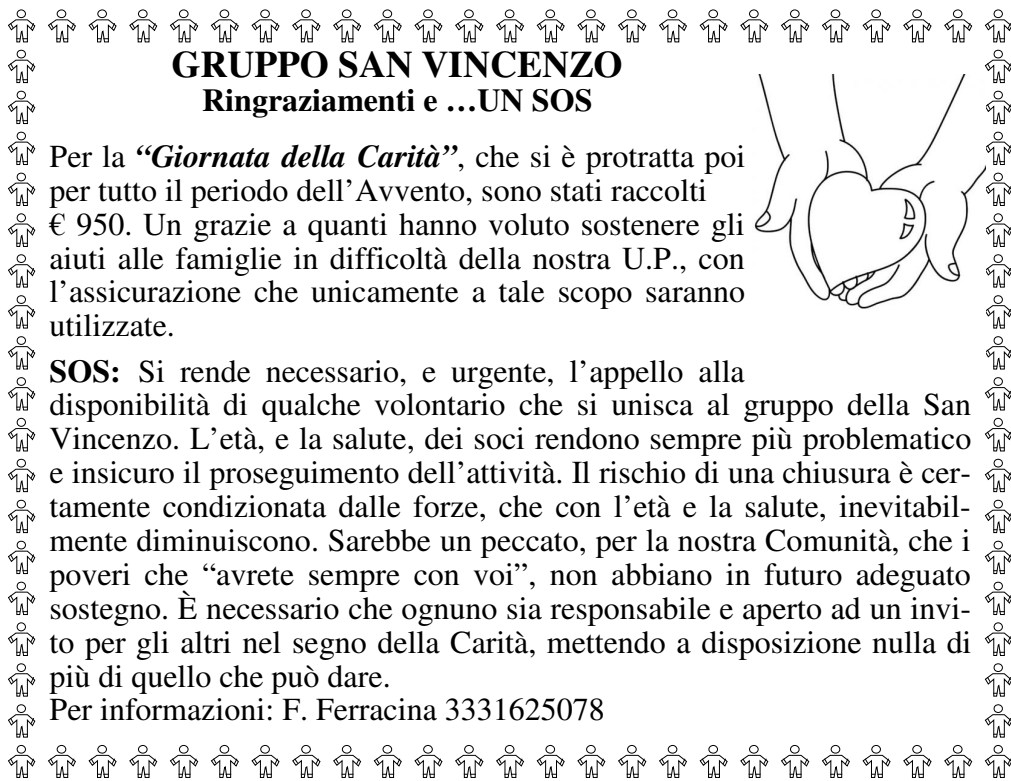 GRUPPO SAN VINCENZO
Ringraziamenti e …UN SOS
Per la “Giornata della Carità”, che si è protratta poi
per tutto il periodo dell’Avvento, sono stati raccolti
€ 950. Un grazie a quanti hanno voluto sostenere gli
aiuti alle famiglie in difficoltà della nostra U.P., con
l’assicurazione che unicamente a tale scopo saranno
utilizzate.
SOS: Si rende necessario, e urgente, l’appello alla
disponibilità di qualche volontario che si unisca al gruppo della San
Vincenzo. L’età, e la salute, dei soci rendono sempre più problematico
e insicuro il proseguimento dell’attività. Il rischio di una chiusura è cer-
tamente condizionata dalle forze, che con l’età e la salute, inevitabil-
mente diminuiscono. Sarebbe un peccato, per la nostra Comunità, che i
poveri che “avrete sempre con voi”, non abbiano in futuro adeguato
sostegno. È necessario che ognuno sia responsabile e aperto ad un invi-
to per gli altri nel segno della Carità, mettendo a disposizione nulla di
più di quello che può dare.
Per informazioni: F. Ferracina 3331625078